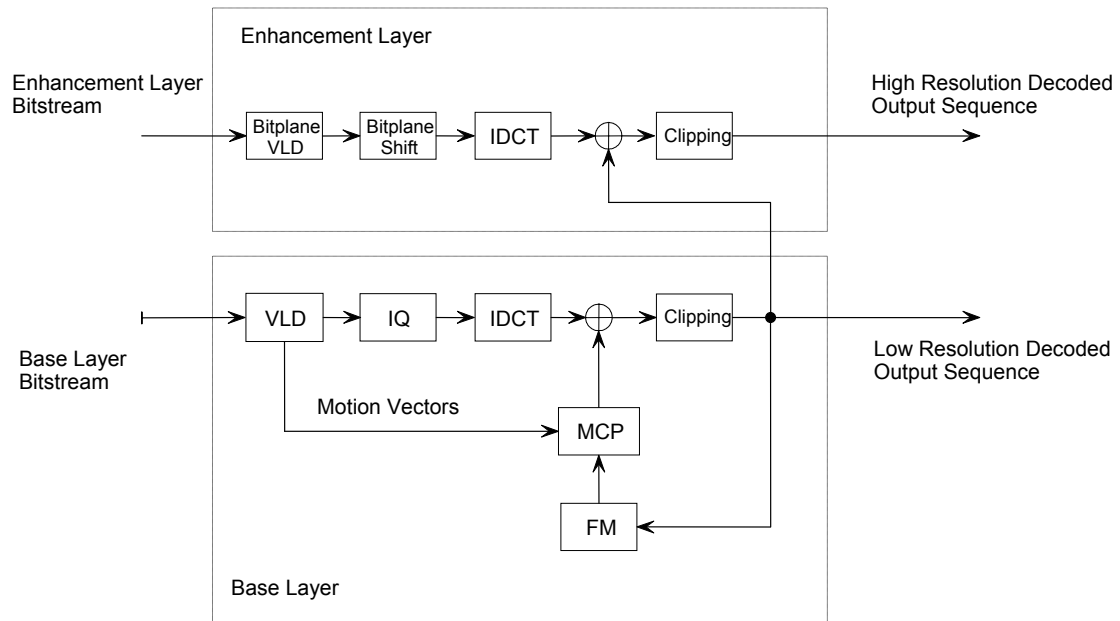 Enhancement Layer
Enhancement Layer
Bitstream
High Resolution Decoded
Output Sequence
Bitplane
VLD
Bitplane
Shift
IDCT
Clipping
VLD
IQ
IDCT
Clipping
Base Layer
Bitstream
Low Resolution Decoded
Output Sequence
Motion Vectors
MCP
FM
Base Layer